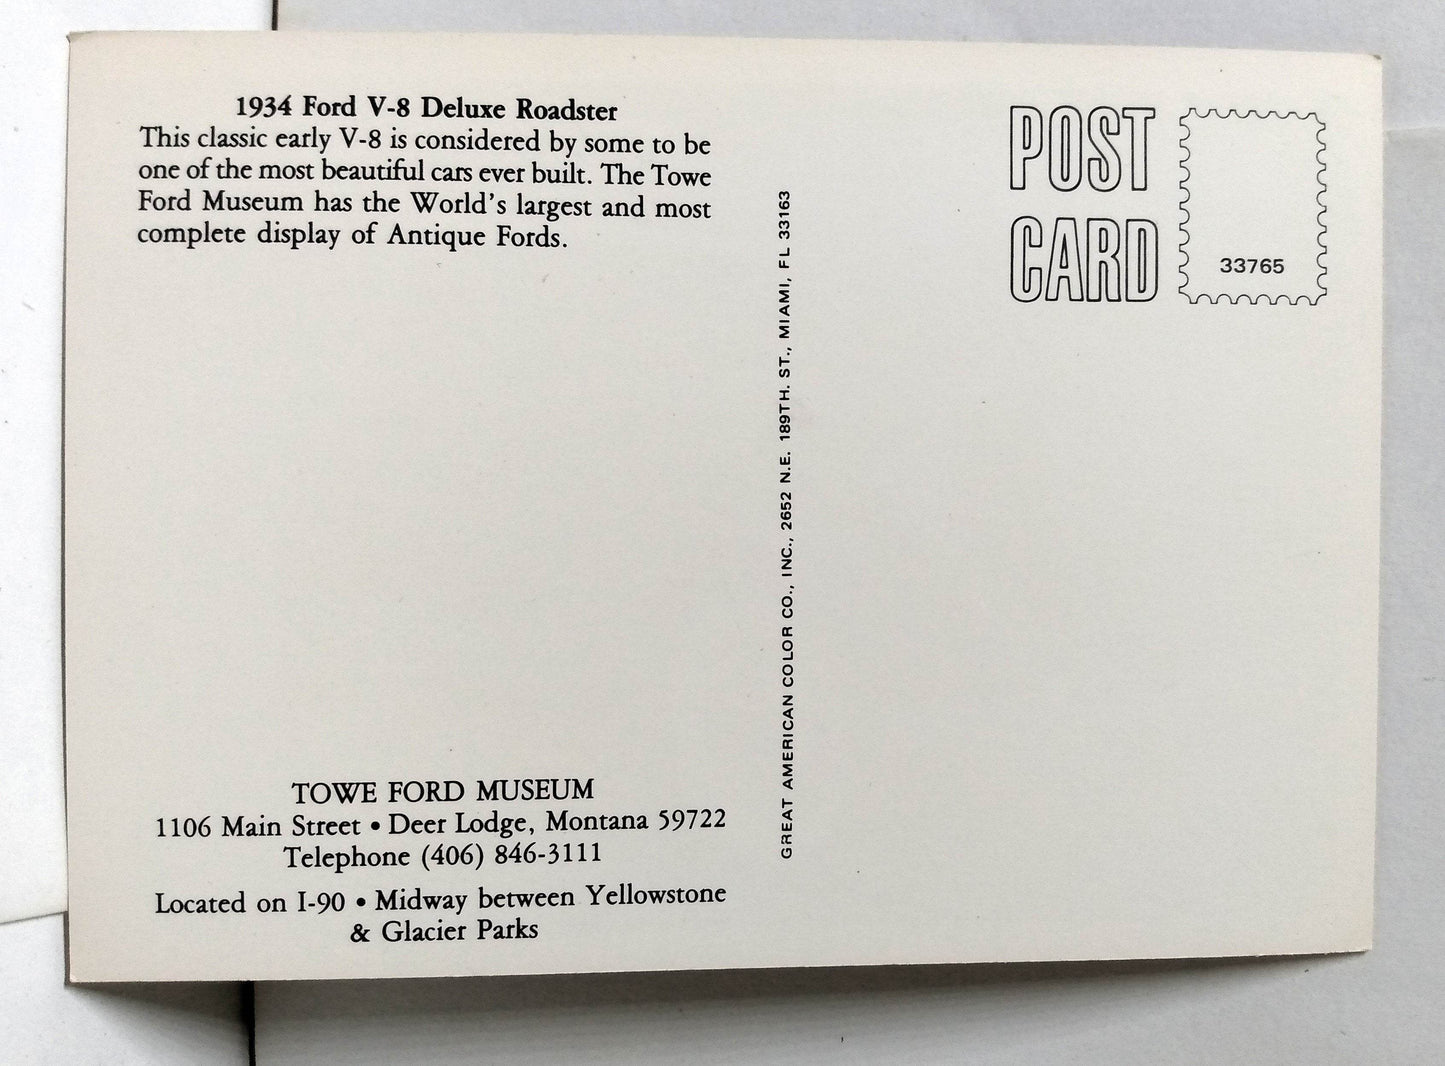 1934 Ford V-8 Deluxe Roadster
This classic early V-8 is considered by some to be
one of the most beautiful cars ever built. The Towe
Ford Museum has the World's largest and most
complete display of Antique Fords.
TOWE FORD MUSEUM
1106 Main Street • Deer Lodge, Montana 59722
Telephone (406) 846-3111
Located on I-90 • Midway between Yellowstone
& Glacier Parks
GREAT AMERICAN COLOR CO., INC., 2652 N.E. 189TH. ST., MIAMI, FL 33163
POST
CARD
33765